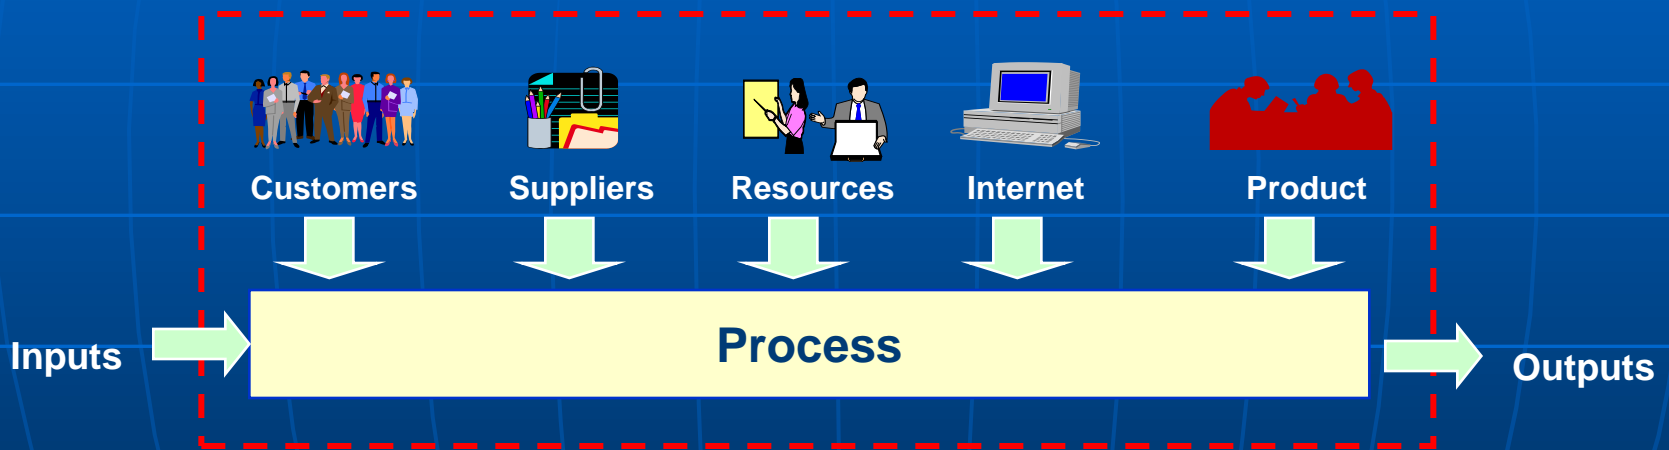 Customers
Suppliers
Resources
Internet
Product
Process
Inputs
Outputs